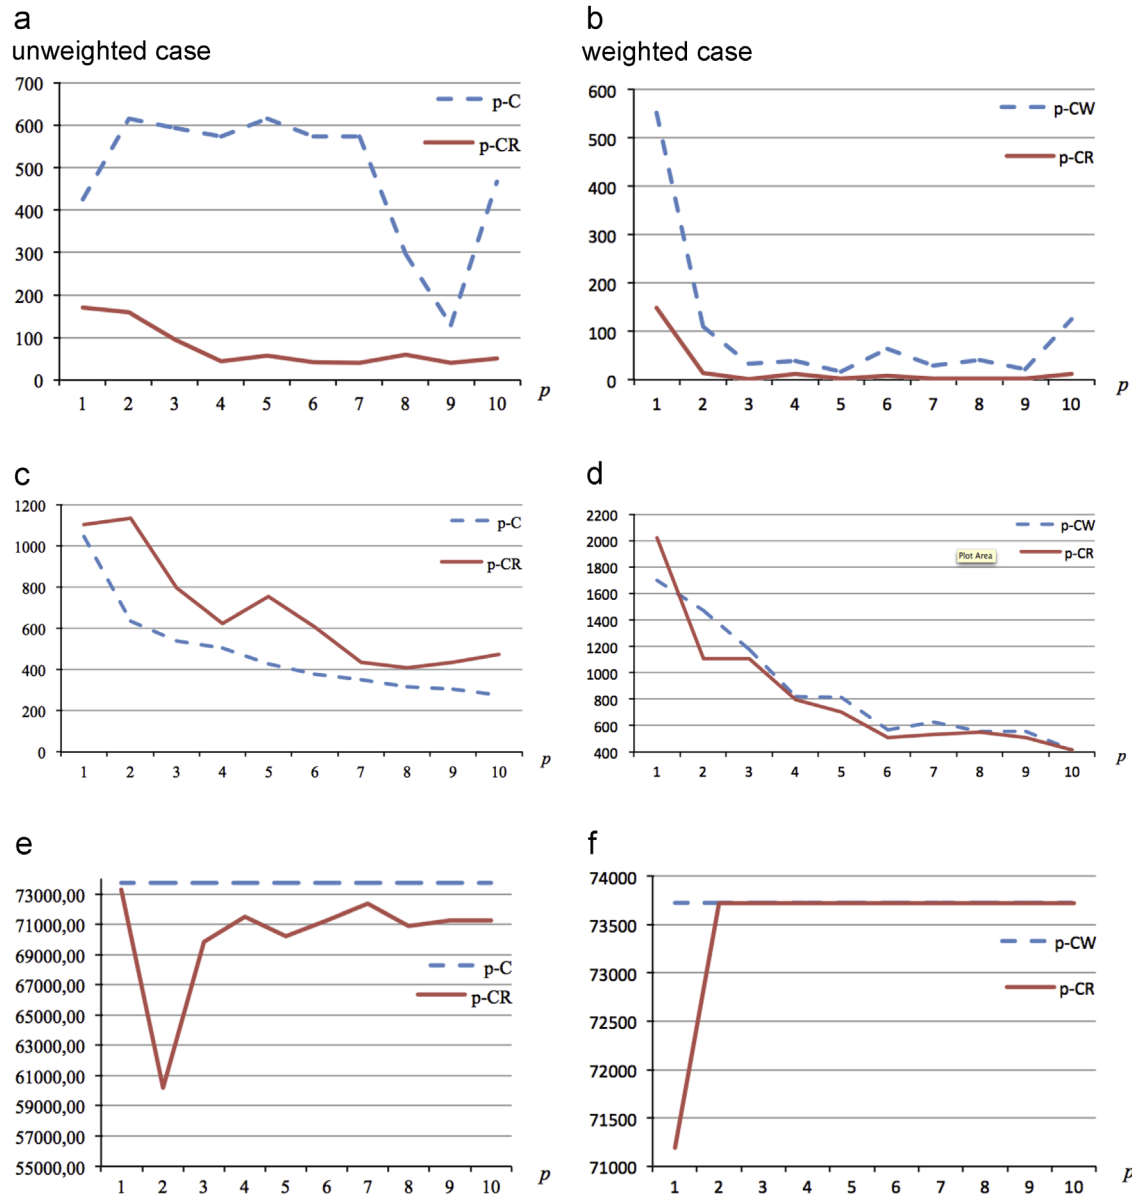 a
unweighted case
700
600
500
400
300
200
100
0
1 2 3 4 5 6 7 8 9 10
p
p-C
p-CR
b
weighted case
600
500
400
300
200
100
0
1 2 3 4 5 6 7 8 9 10
p
p-CW
p-CR
c
1200
1000
800
600
400
200
0
1 2 3 4 5 6 7 8 9 10
p
p-C
p-CR
d
2200
2000
1800
1600
1400
1200
1000
800
600
400
1 2 3 4 5 6 7 8 9 10
p
p-CW
Plot Area
p-CR
e
73000,00
71000,00
69000,00
67000,00
65000,00
63000,00
61000,00
59000,00
57000,00
55000,00
1 2 3 4 5 6 7 8 9 10
p
p-C
p-CR
f
74000
73500
73000
72500
72000
71500
71000
1 2 3 4 5 6 7 8 9 10
p
p-CW
p-CR